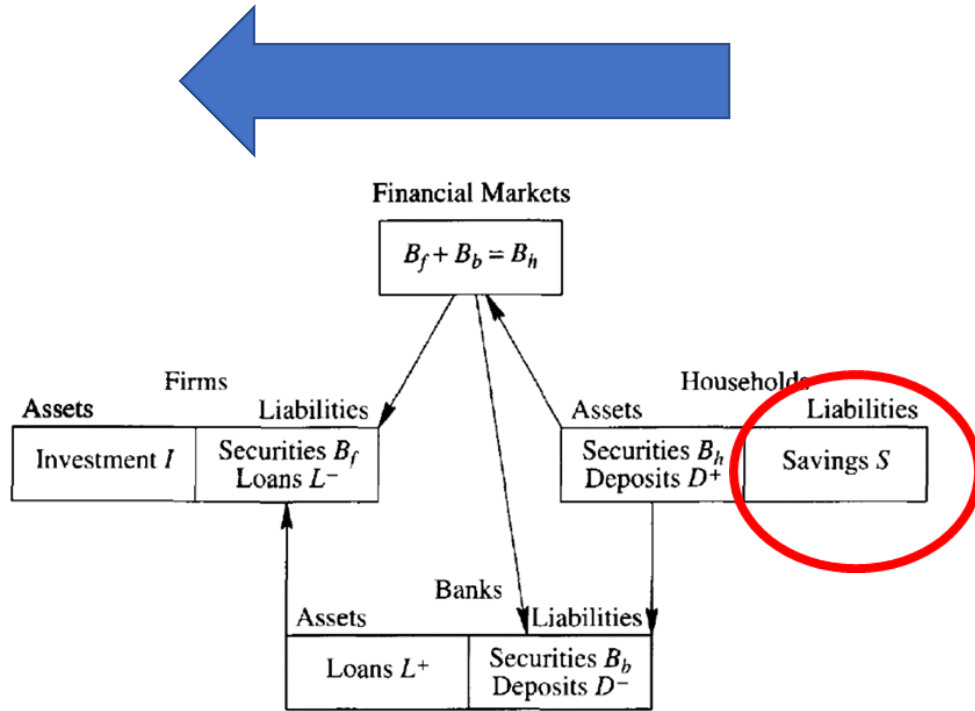 Financial Markets
B_f + B_b = B_h
Firms
Assets Liabilities
Investment I
Securities B_f
Loans L⁻
Households
Assets Liabilities
Securities B_h
Deposits D⁺
Savings S
Banks
Assets Liabilities
Loans L⁺
Securities B_b
Deposits D⁻